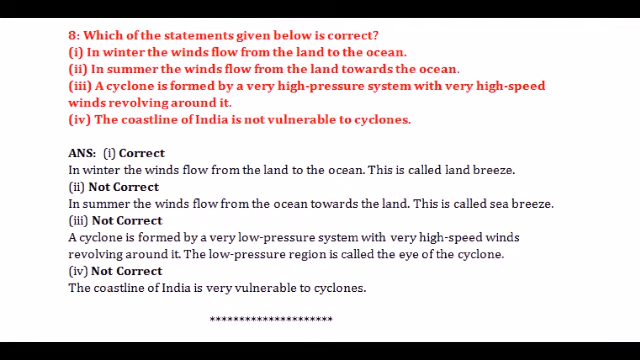 8: Which of the statements given below is correct?
(i) In winter the winds flow from the land to the ocean.
(ii) In summer the winds flow from the land towards the ocean.
(iii) A cyclone is formed by a very high-pressure system with very high-speed
winds revolving around it.
(iv) The coastline of India is not vulnerable to cyclones.
ANS: (i) Correct
In winter the winds flow from the land to the ocean. This is called land breeze.
(ii) Not Correct
In summer the winds flow from the ocean towards the land. This is called sea breeze.
(iii) Not Correct
A cyclone is formed by a very low-pressure system with very high-speed winds
revolving around it. The low-pressure region is called the eye of the cyclone.
(iv) Not Correct
The coastline of India is very vulnerable to cyclones.
*********************